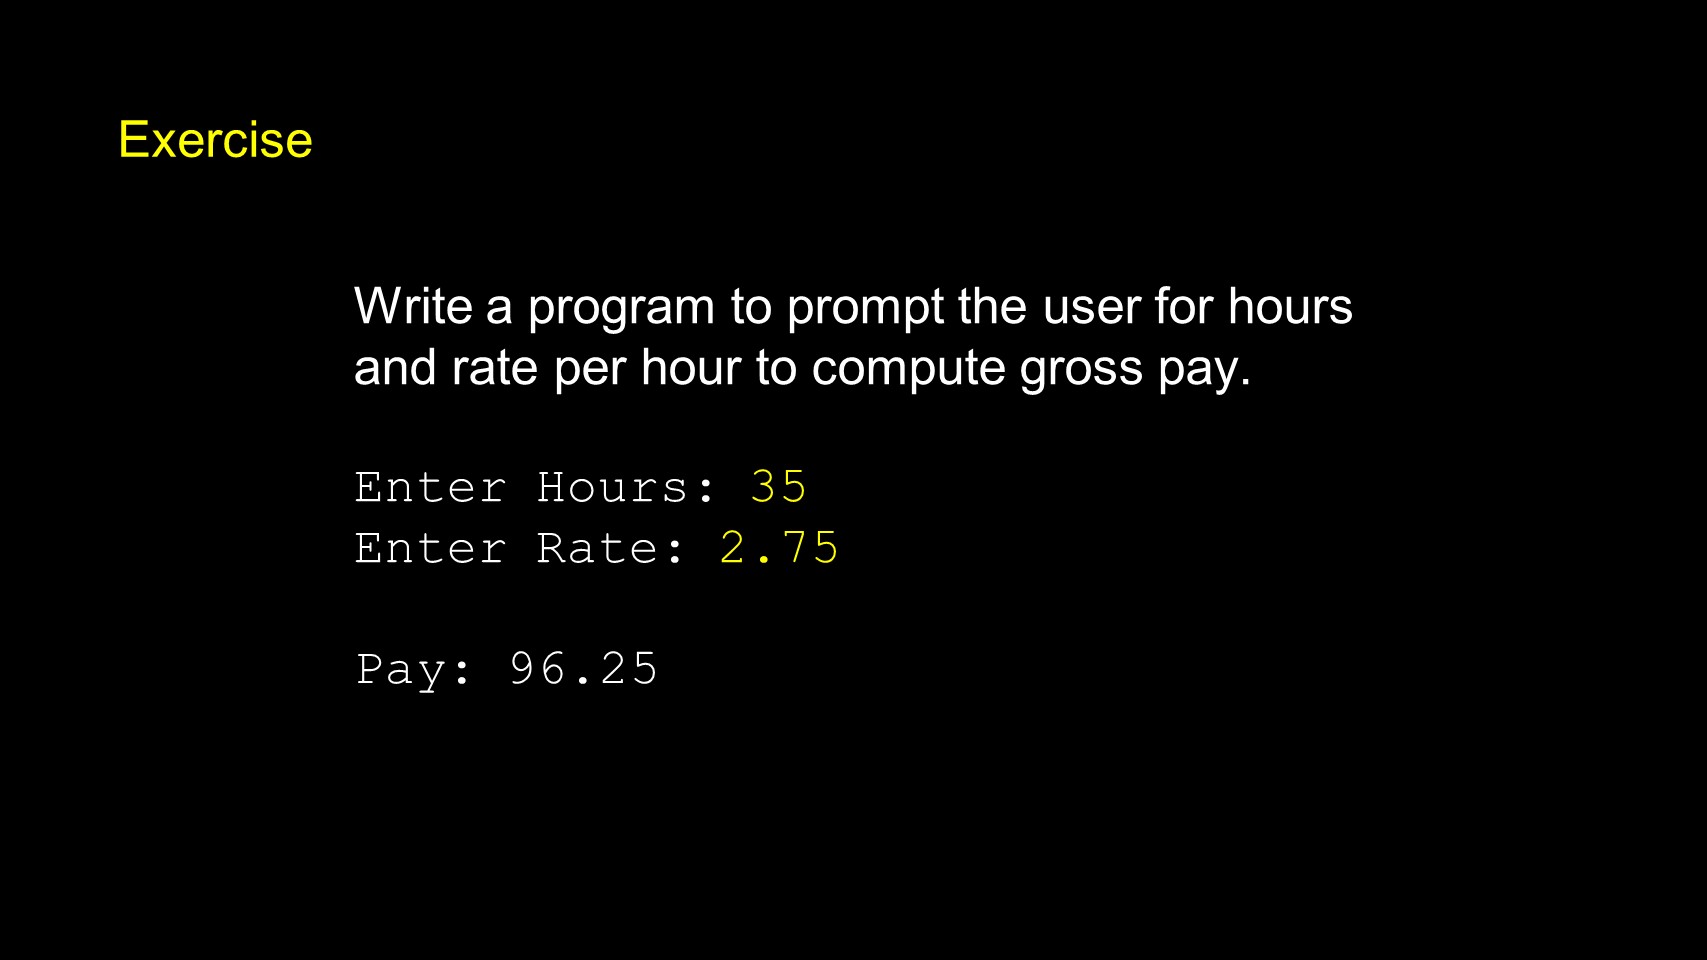 Exercise
Write a program to prompt the user for hours
and rate per hour to compute gross pay.
Enter Hours: 35
Enter Rate: 2.75
Pay: 96.25